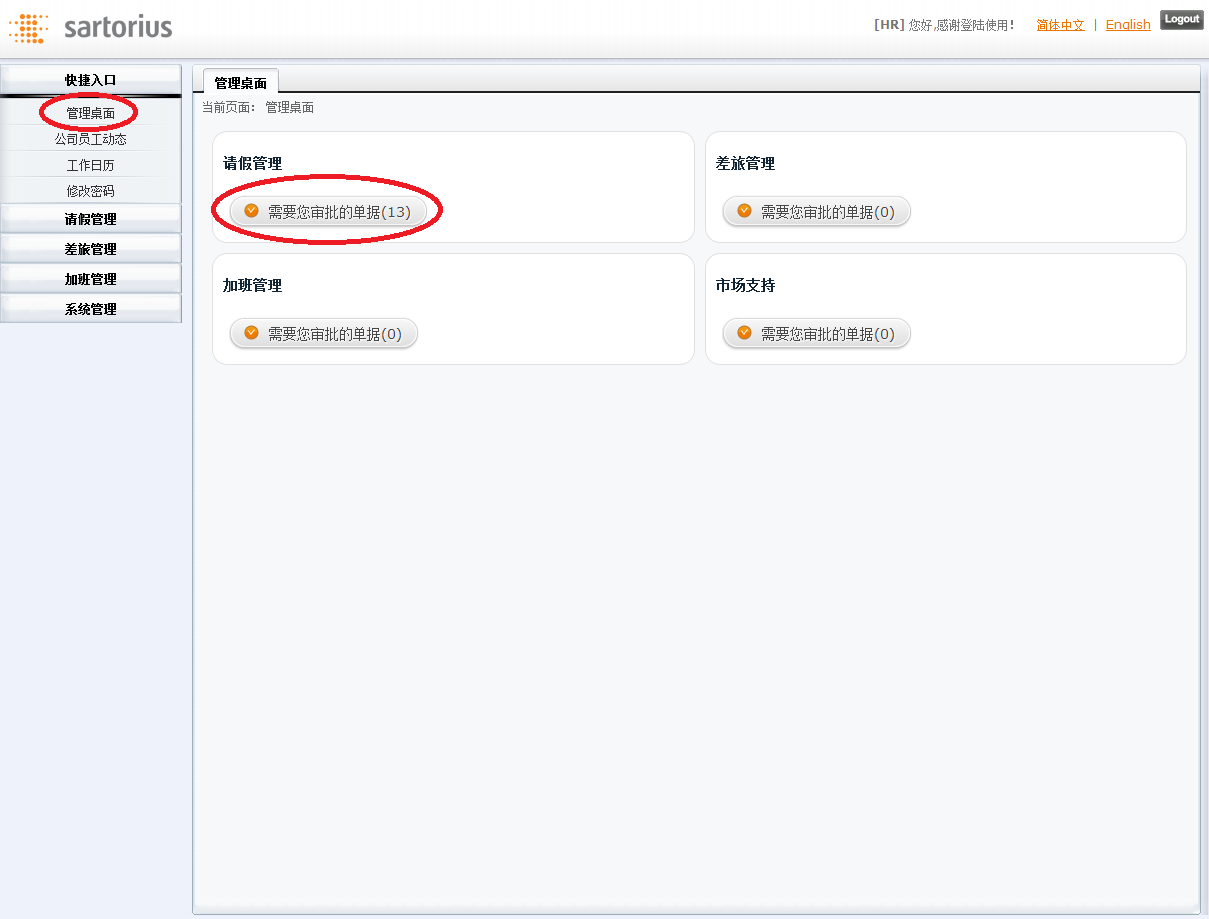 sartorius
[HR] 您好,感谢登陆使用! 简体中文 | English Logout
快捷入口
管理桌面
公司员工动态
工作日历
修改密码
请假管理
差旅管理
加班管理
系统管理
管理桌面
当前页面: 管理桌面
请假管理
需要您审批的单据(13)
差旅管理
需要您审批的单据(0)
加班管理
需要您审批的单据(0)
市场支持
需要您审批的单据(0)